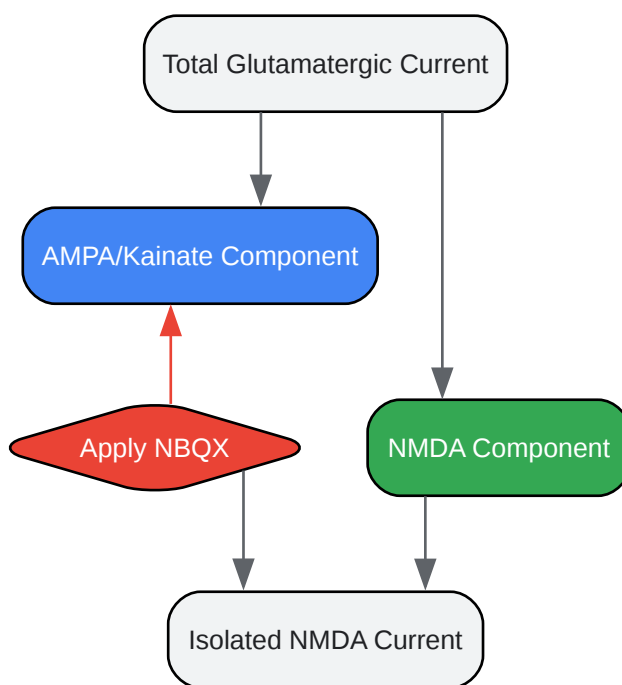 Total Glutamatergic Current
AMPA/Kainate Component
Apply NBQX
NMDA Component
Isolated NMDA Current